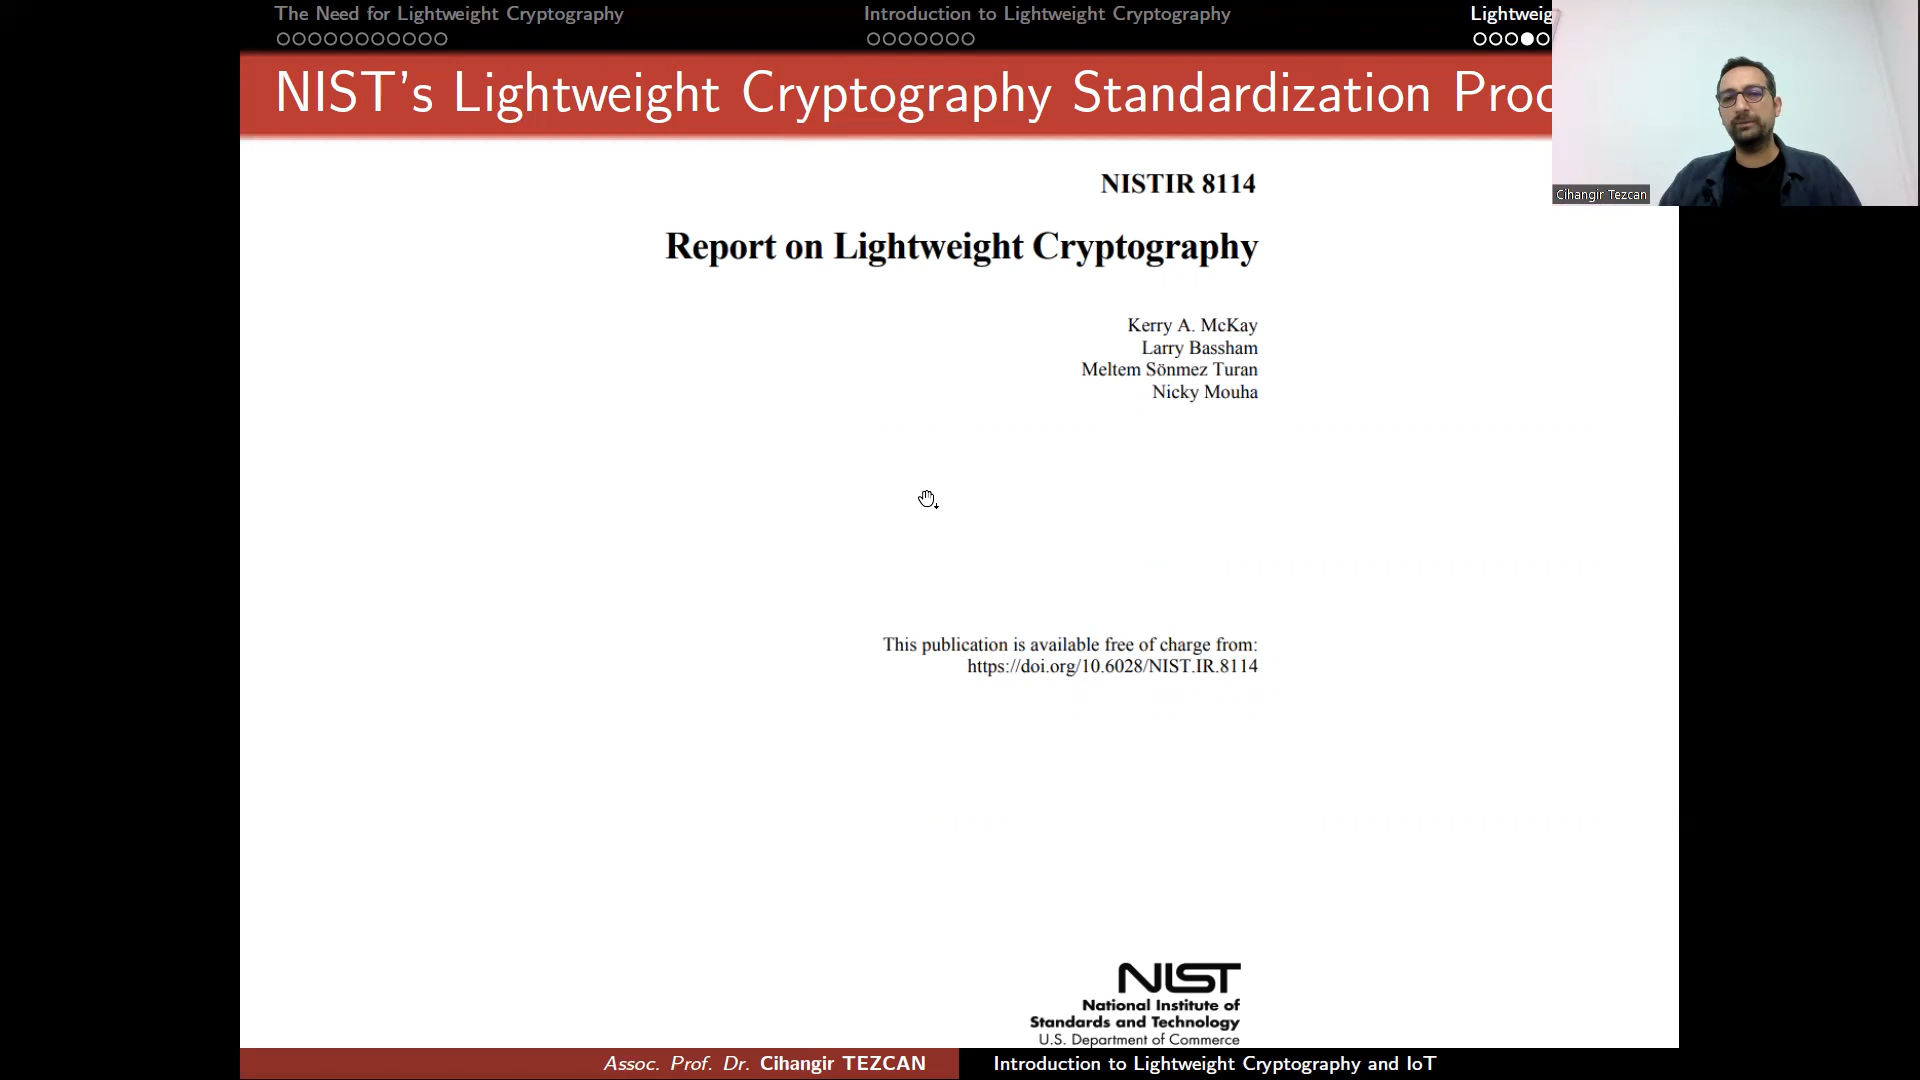 The Need for Lightweight Cryptography
Introduction to Lightweight Cryptography
Lightweig
NIST's Lightweight Cryptography Standardization Proc
Cihangir Tezcan
NISTIR 8114
Report on Lightweight Cryptography
Kerry A. McKay
Larry Bassham
Meltem Sönmez Turan
Nicky Mouha
This publication is available free of charge from:
https://doi.org/10.6028/NIST.IR.8114
NIST
National Institute of
Standards and Technology
U.S. Department of Commerce
Assoc. Prof. Dr. Cihangir TEZCAN
Introduction to Lightweight Cryptography and IoT